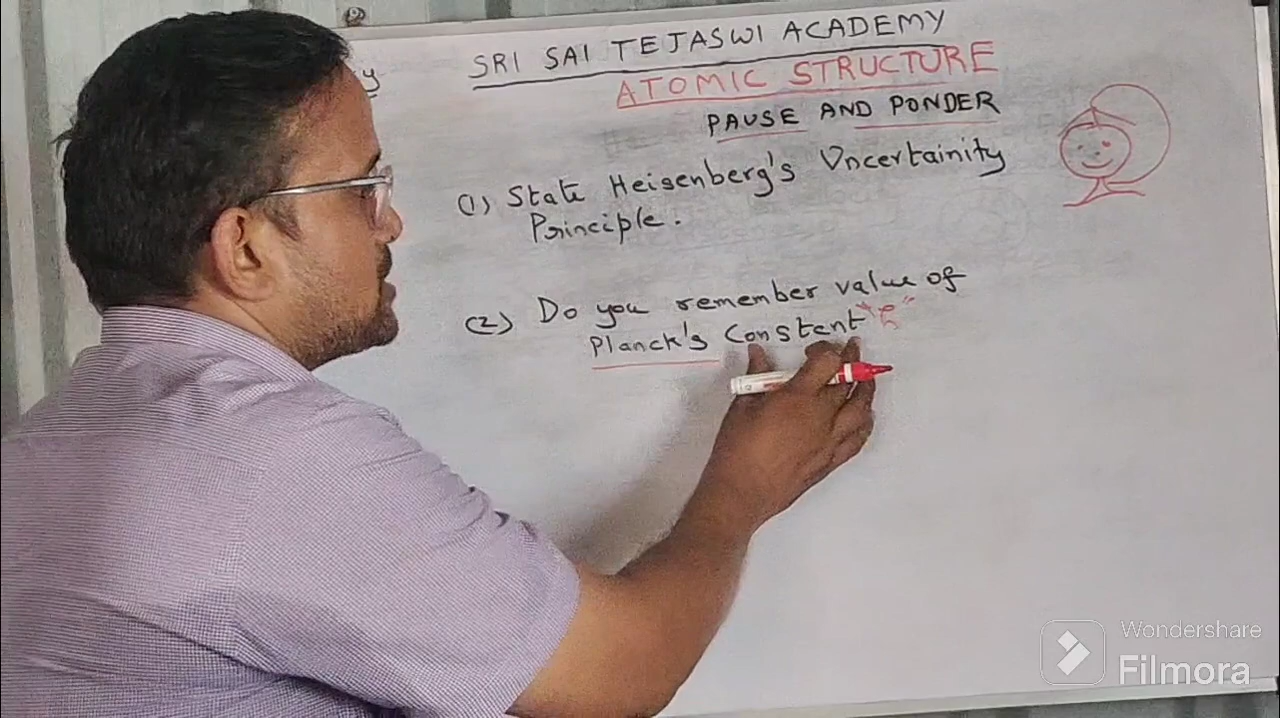 SRI SAI TEJASWI ACADEMY
ATOMIC STRUCTURE
PAUSE AND PONDER
(1) State Heisenberg's Uncertainity
Principle.
(2) Do you remember value of
Planck's Constant "h"
Wondershare
Filmora